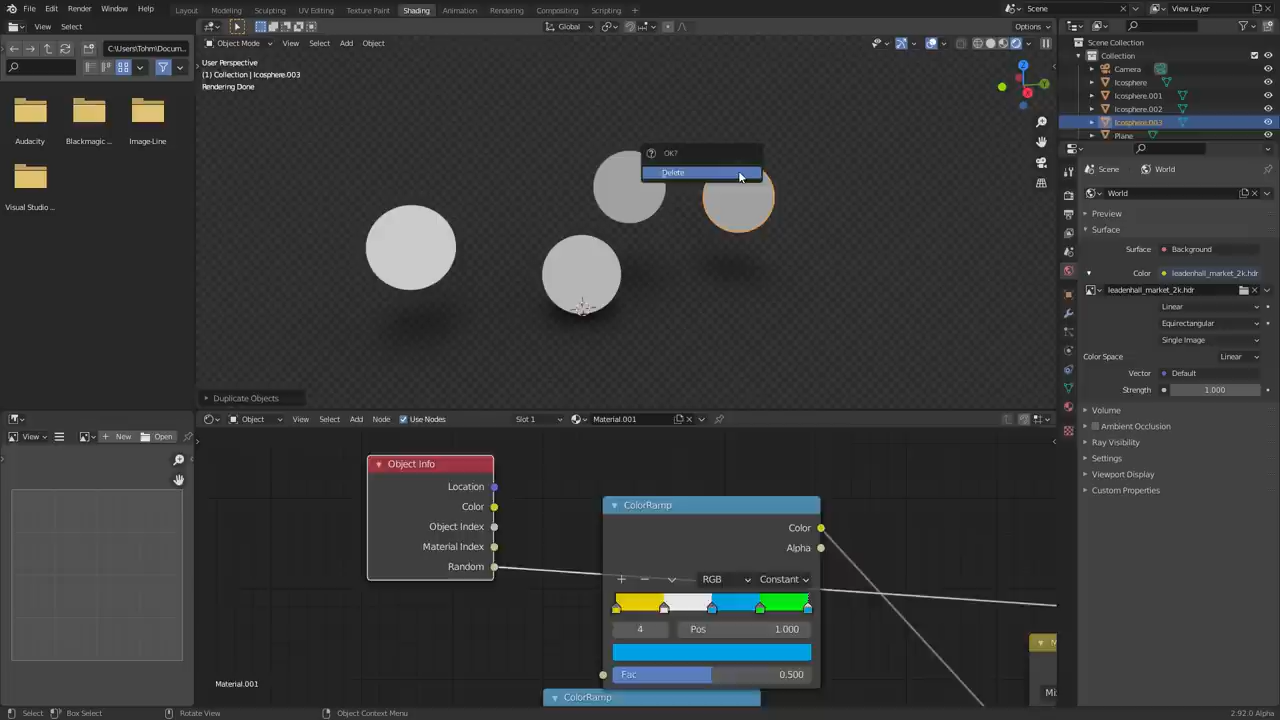 File Edit Render Window Help Layout Modeling Sculpting UV Editing Texture Paint Shading Animation Rendering Compositing Scripting Scene View Layer
View Select C:\Users\Tohm\Docum... Global Options
Object Mode View Select Add Object
Audacity Blackmagic ... Image-Line
Visual Studio ...
User Perspective
(1) Collection | Icosphere.003
Rendering Done
OK?
Delete
Duplicate Objects
Scene Collection
Collection
Camera
Icosphere
Icosphere.001
Icosphere.002
Icosphere.003
Plane
Scene World
World
Preview
Surface
Surface Background
Color leadenhall_market_2k.hdr
leadenhall_market_2k.hdr
Linear
Equirectangular
Single Image
Color Space Linear
Vector Default
Strength 1.000
Volume
Ambient Occlusion
Ray Visibility
Settings
Viewport Display
Custom Properties
View New Open
Object View Select Add Node Use Nodes Slot 1 Material.001
Object Info
Location
Color
Object Index
Material Index
Random
ColorRamp
Color
Alpha
RGB Constant
4 Pos 1.000
Fac 0.500
ColorRamp
Mix
Material.001
Select Box Select Rotate View Object Context Menu 2.92.0 Alpha